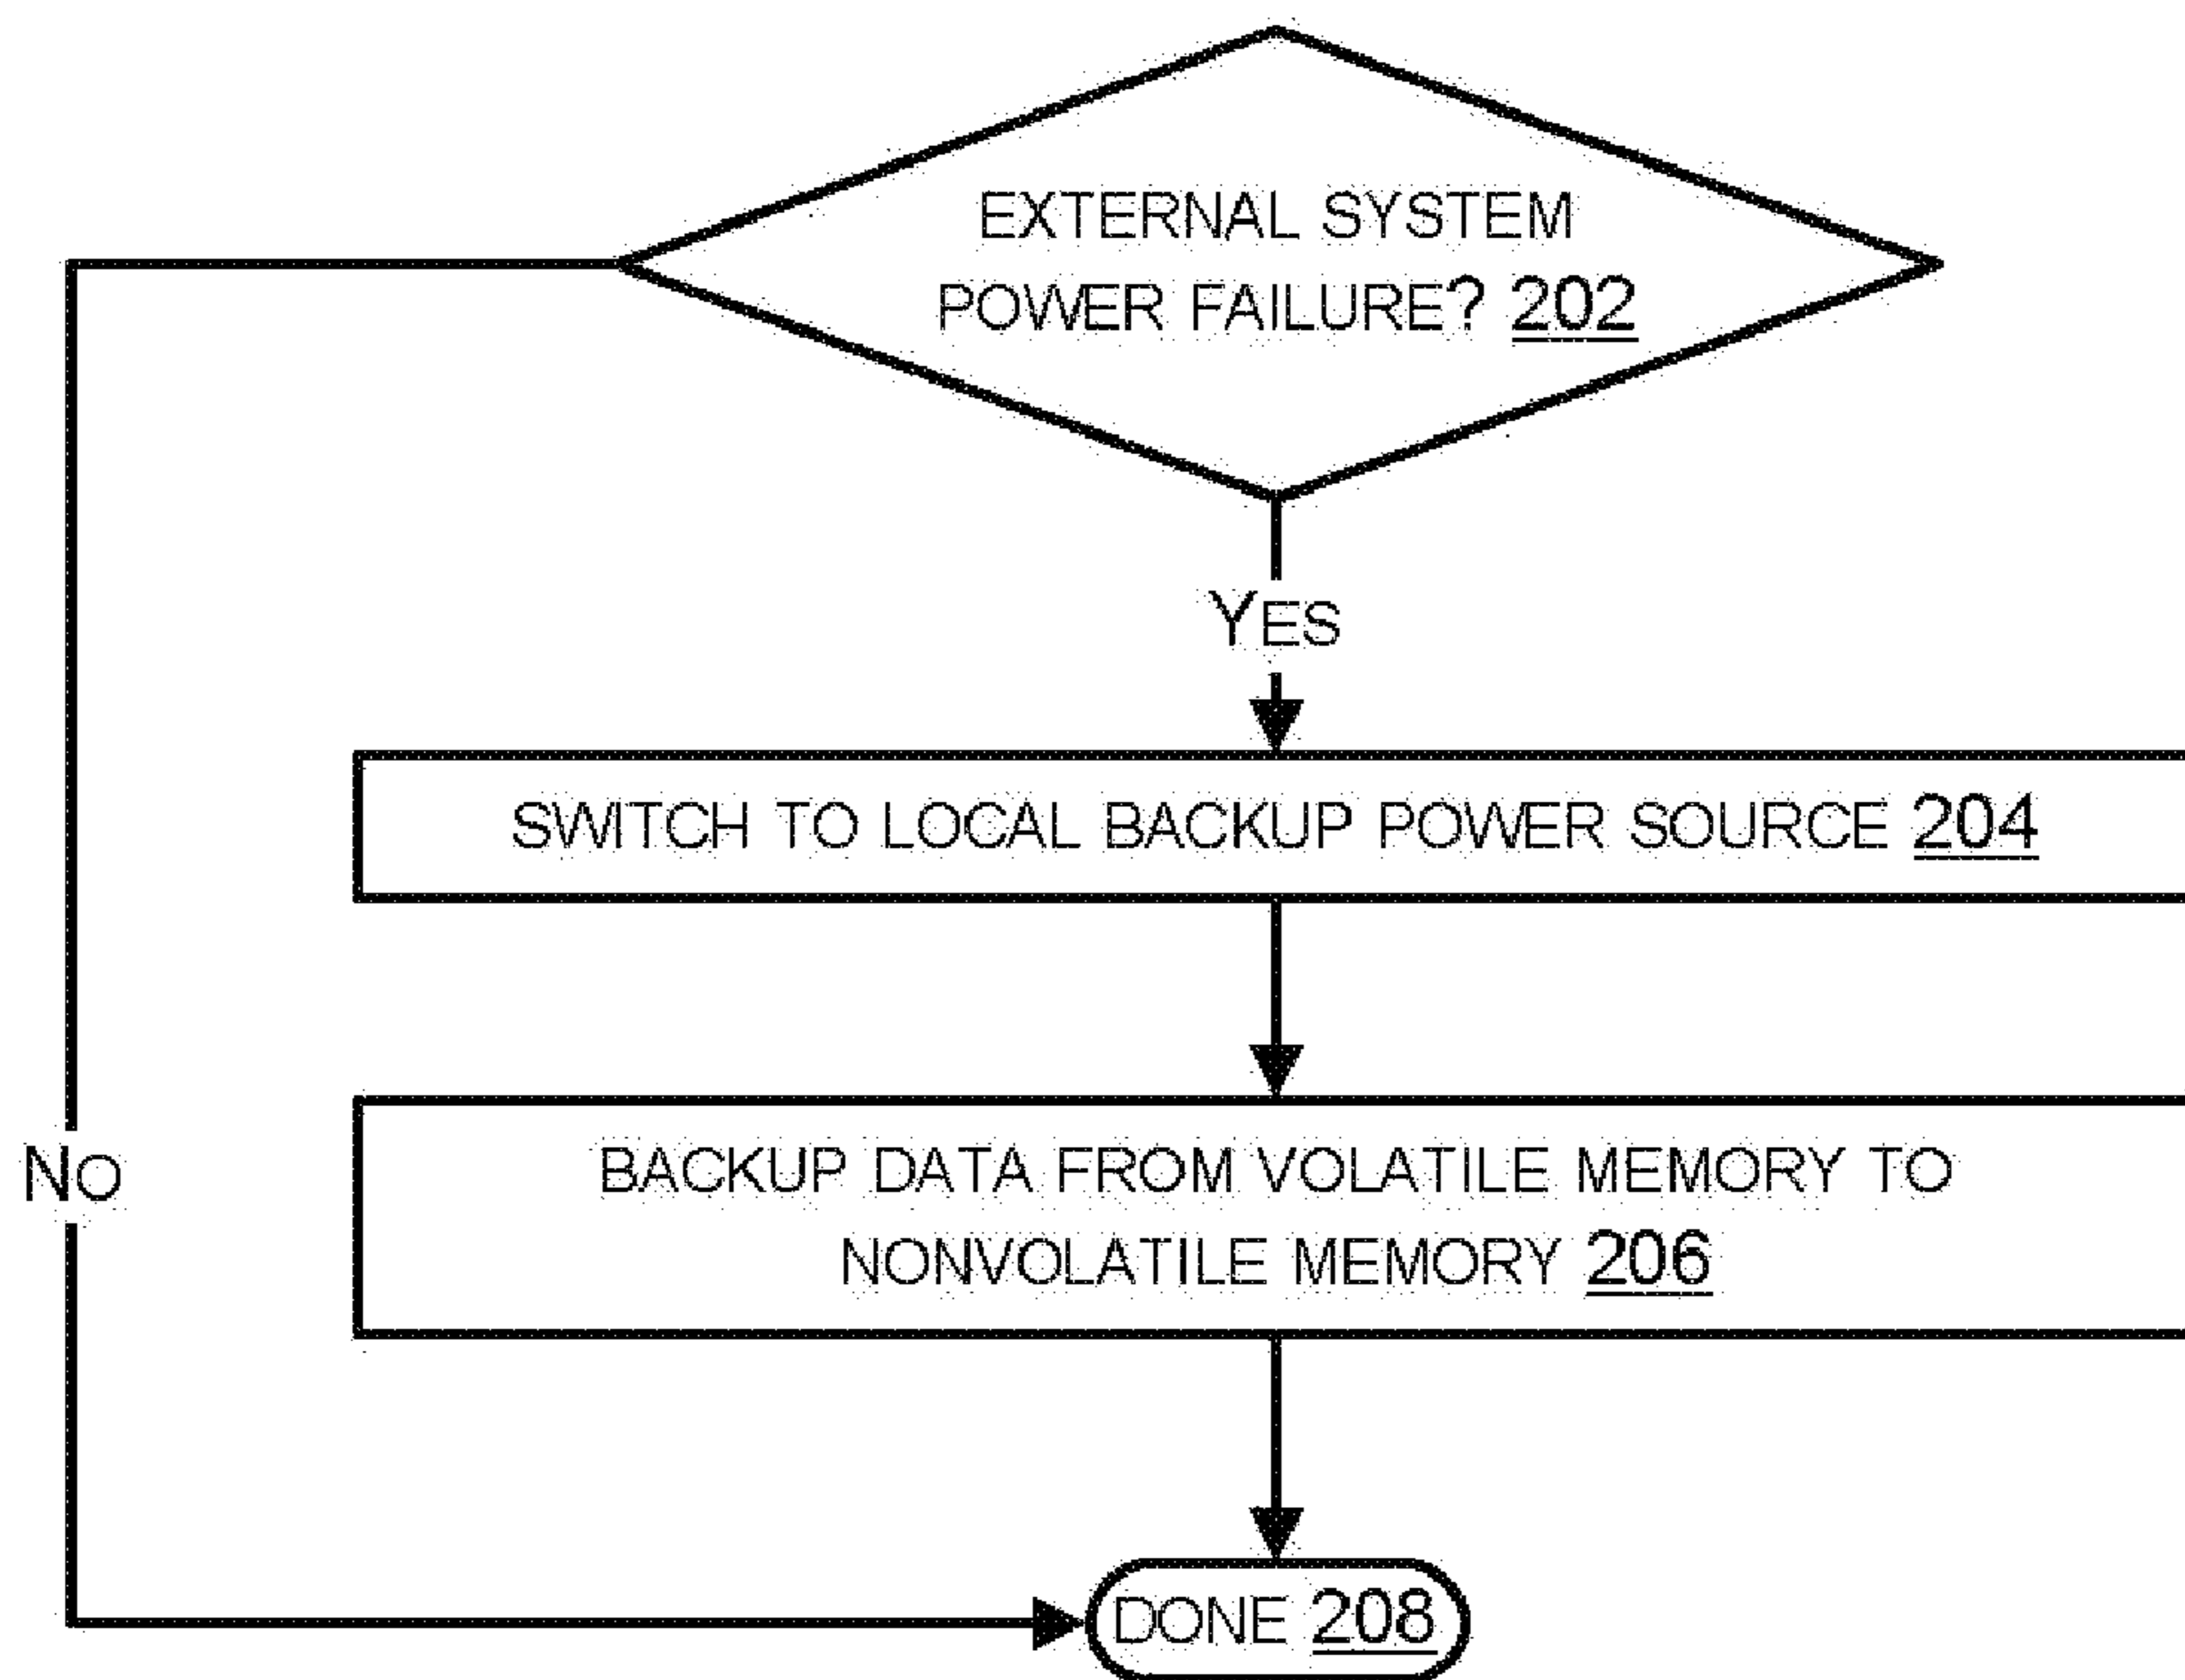 EXTERNAL SYSTEM
POWER FAILURE? 202
YES
SWITCH TO LOCAL BACKUP POWER SOURCE 204
BACKUP DATA FROM VOLATILE MEMORY TO
NONVOLATILE MEMORY 206
NO
DONE 208